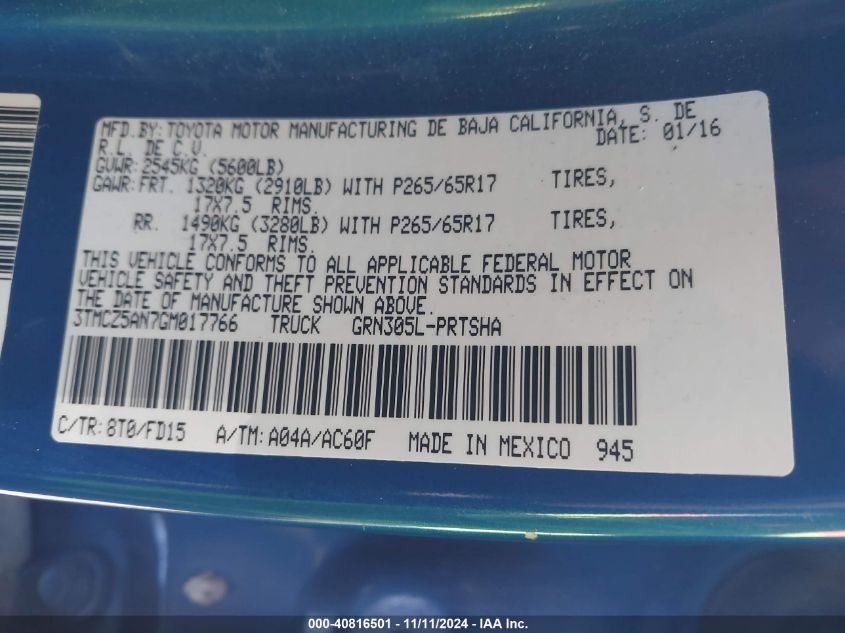 MFD. BY: TOYOTA MOTOR MANUFACTURING DE BAJA CALIFORNIA, S. DE
R.L. DE C.V. DATE: 01/16
GVWR: 2545KG (5600LB)
GAWR: FRT. 1320KG (2910LB) WITH P265/65R17 TIRES,
17X7.5 RIMS.
RR. 1490KG (3280LB) WITH P265/65R17 TIRES,
17X7.5 RIMS.
THIS VEHICLE CONFORMS TO ALL APPLICABLE FEDERAL MOTOR
VEHICLE SAFETY AND THEFT PREVENTION STANDARDS IN EFFECT ON
THE DATE OF MANUFACTURE SHOWN ABOVE.
3TMCZ5AN7GM017766 TRUCK GRN305L-PRTSHA
C/TR: 8T0/FD15 A/TM: A04A/AC60F MADE IN MEXICO 945
000-40816501 - 11/11/2024 - IAA Inc.